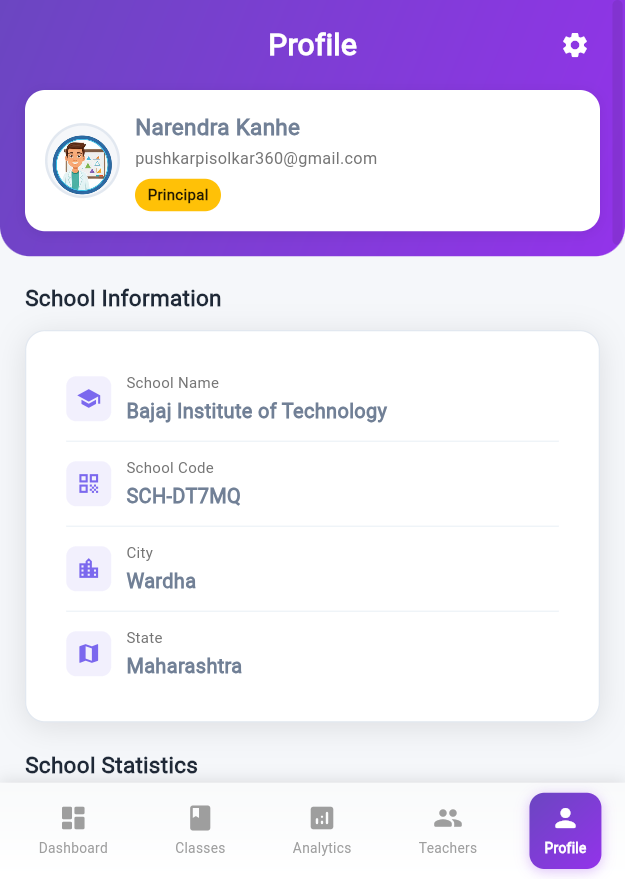 Profile
Narendra Kanhe
pushkarpisolkar360@gmail.com
Principal
School Information
School Name
Bajaj Institute of Technology
School Code
SCH-DT7MQ
City
Wardha
State
Maharashtra
School Statistics
Dashboard
Classes
Analytics
Teachers
Profile